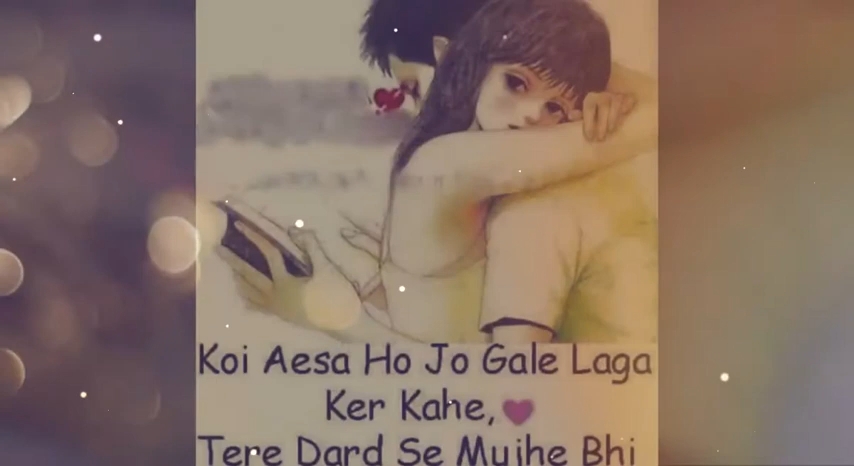 Koi Aesa Ho Jo Gale Laga
Ker Kahe,
Tere Dard Se Mujhe Bhi